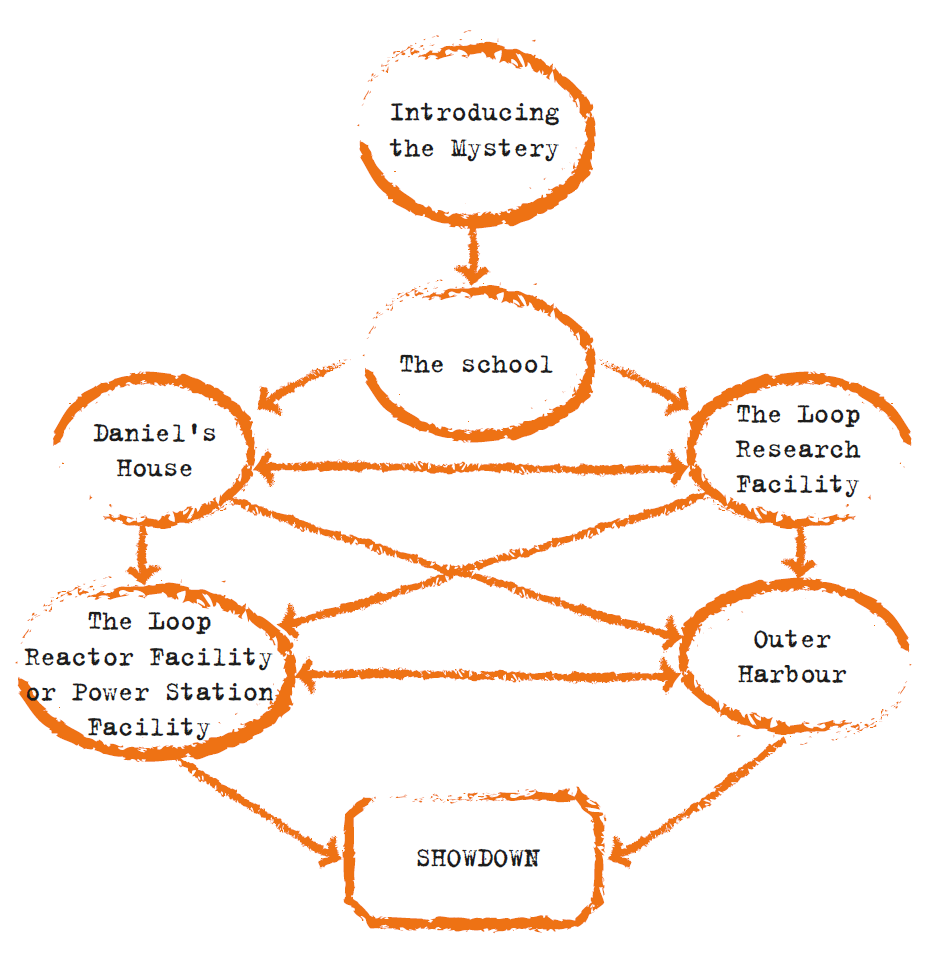 Introducing
the Mystery
The school
Daniel's
House
The Loop
Research
Facility
The Loop
Reactor Facility
or Power Station
Facility
Outer
Harbour
SHOWDOWN